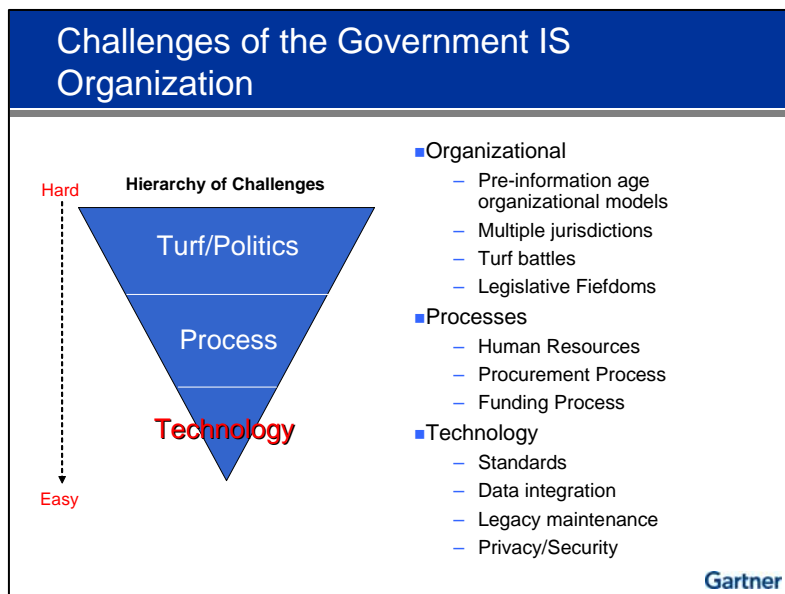 Challenges of the Government IS
Organization
Hierarchy of Challenges
Hard
Turf/Politics
Process
Technology
Easy
■Organizational
– Pre-information age
organizational models
– Multiple jurisdictions
– Turf battles
– Legislative Fiefdoms
■Processes
– Human Resources
– Procurement Process
– Funding Process
■Technology
– Standards
– Data integration
– Legacy maintenance
– Privacy/Security
Gartner